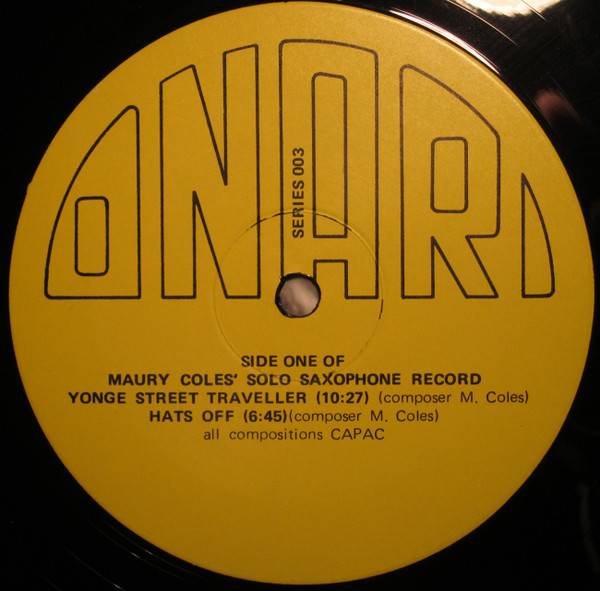 ONARI
SERIES 003
SIDE ONE OF
MAURY COLES' SOLO SAXOPHONE RECORD
YONGE STREET TRAVELLER (10:27) (composer M. Coles)
HATS OFF (6:45)(composer M. Coles)
all compositions CAPAC